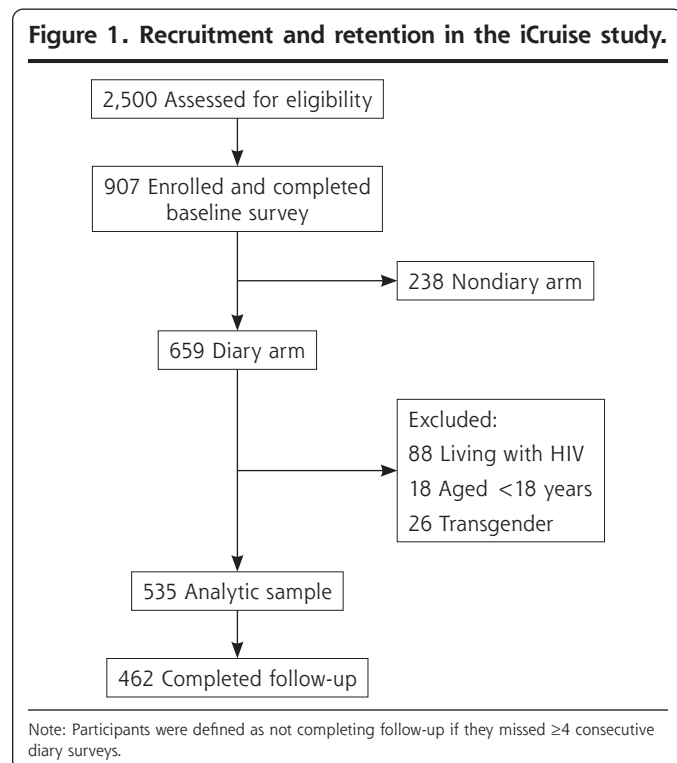 Figure 1. Recruitment and retention in the iCruise study.
2,500 Assessed for eligibility
907 Enrolled and completed
baseline survey
238 Nondiary arm
659 Diary arm
Excluded:
88 Living with HIV
18 Aged <18 years
26 Transgender
535 Analytic sample
462 Completed follow-up
Note: Participants were defined as not completing follow-up if they missed ≥4 consecutive
diary surveys.